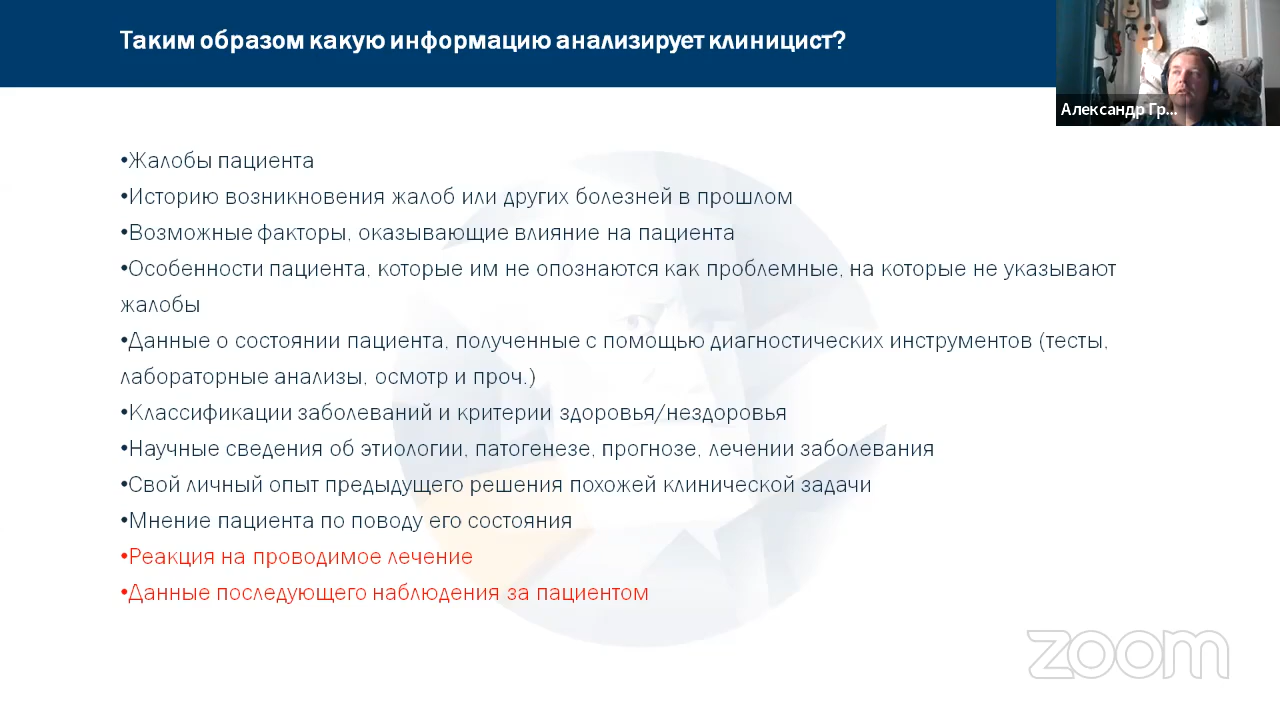 Таким образом какую информацию анализирует клиницист?
Александр Гр...
•Жалобы пациента
•Историю возникновения жалоб или других болезней в прошлом
•Возможные факторы, оказывающие влияние на пациента
•Особенности пациента, которые им не опознаются как проблемные, на которые не указывают
жалобы
•Данные о состоянии пациента, полученные с помощью диагностических инструментов (тесты,
лабораторные анализы, осмотр и проч.)
•Классификации заболеваний и критерии здоровья/нездоровья
•Научные сведения об этиологии, патогенезе, прогнозе, лечении заболевания
•Свой личный опыт предыдущего решения похожей клинической задачи
•Мнение пациента по поводу его состояния
•Реакция на проводимое лечение
•Данные последующего наблюдения за пациентом
zoom